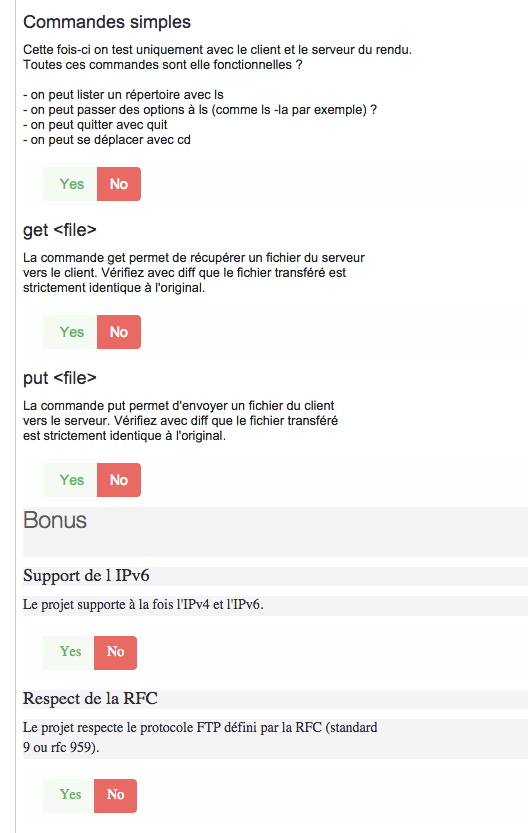 Commandes simples
Cette fois-ci on test uniquement avec le client et le serveur du rendu.
Toutes ces commandes sont elle fonctionnelles ?
- on peut lister un répertoire avec ls
- on peut passer des options à ls (comme ls -la par exemple) ?
- on peut quitter avec quit
- on peut se déplacer avec cd
Yes No
get <file>
La commande get permet de récupérer un fichier du serveur
vers le client. Vérifiez avec diff que le fichier transféré est
strictement identique à l'original.
Yes No
put <file>
La commande put permet d'envoyer un fichier du client
vers le serveur. Vérifiez avec diff que le fichier transféré
est strictement identique à l'original.
Yes No
Bonus
Support de l IPv6
Le projet supporte à la fois l'IPv4 et l'IPv6.
Yes No
Respect de la RFC
Le projet respecte le protocole FTP défini par la RFC (standard
9 ou rfc 959).
Yes No